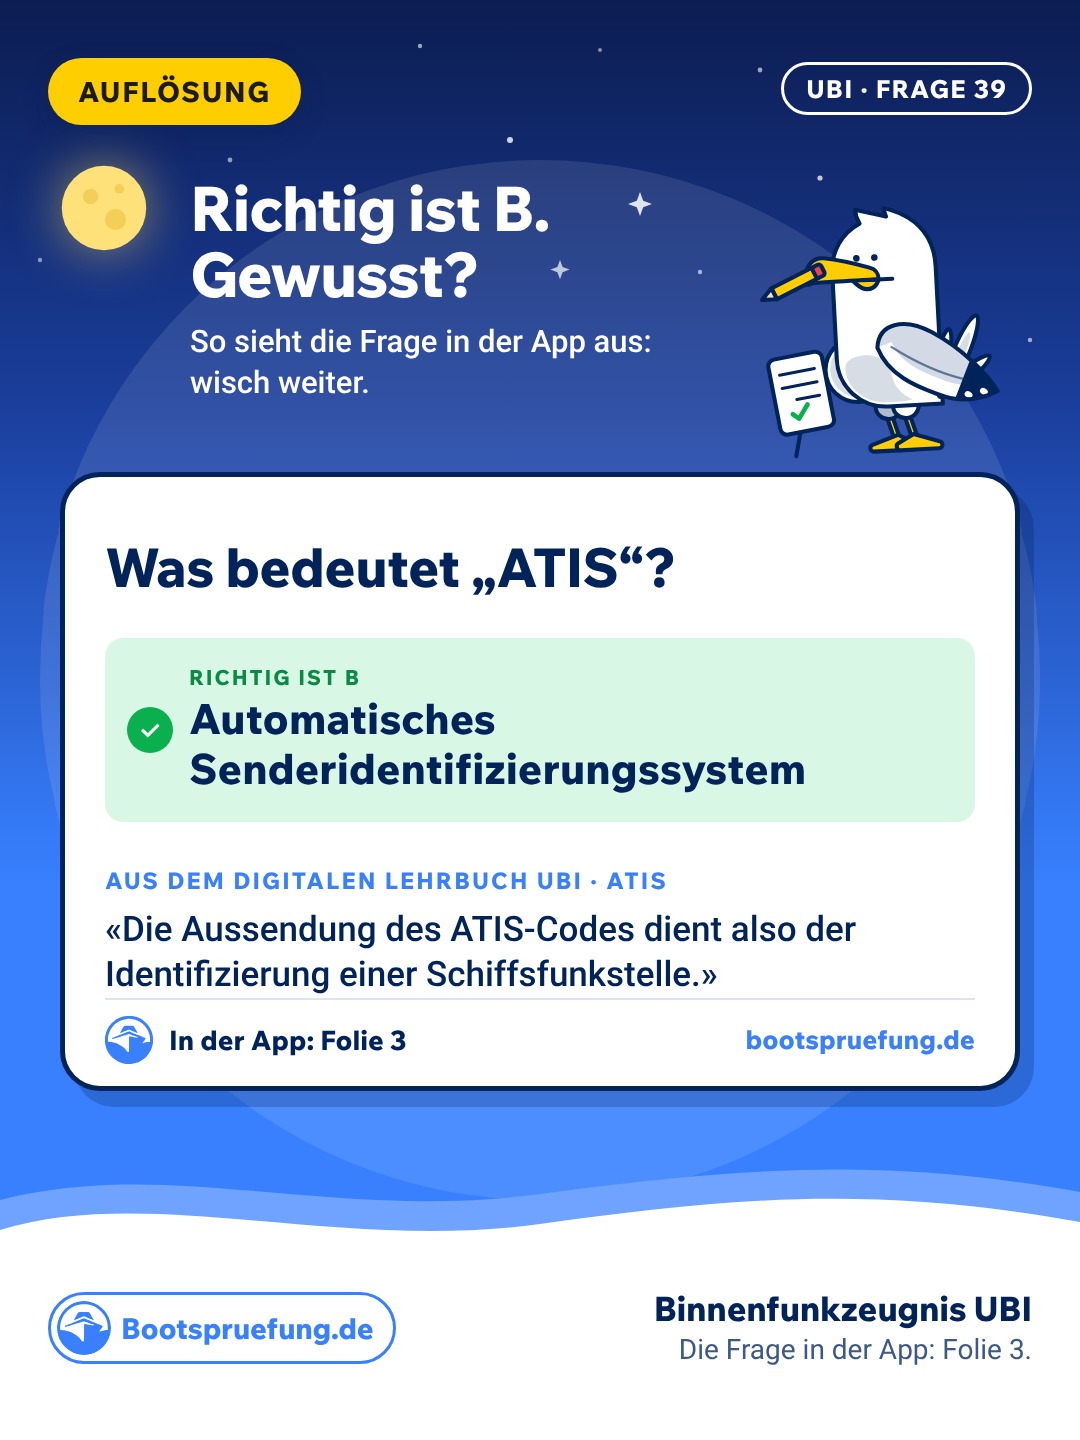 AUFLÖSUNG
UBI · FRAGE 39
Richtig ist B.
Gewusst?
So sieht die Frage in der App aus:
wisch weiter.
Was bedeutet „ATIS“?
RICHTIG IST B
Automatisches
Senderidentifizierungssystem
AUS DEM DIGITALEN LEHRBUCH UBI · ATIS
«Die Aussendung des ATIS-Codes dient also der
Identifizierung einer Schiffsfunkstelle.»
In der App: Folie 3
bootspruefung.de
Bootspruefung.de
Binnenfunkzeugnis UBI
Die Frage in der App: Folie 3.